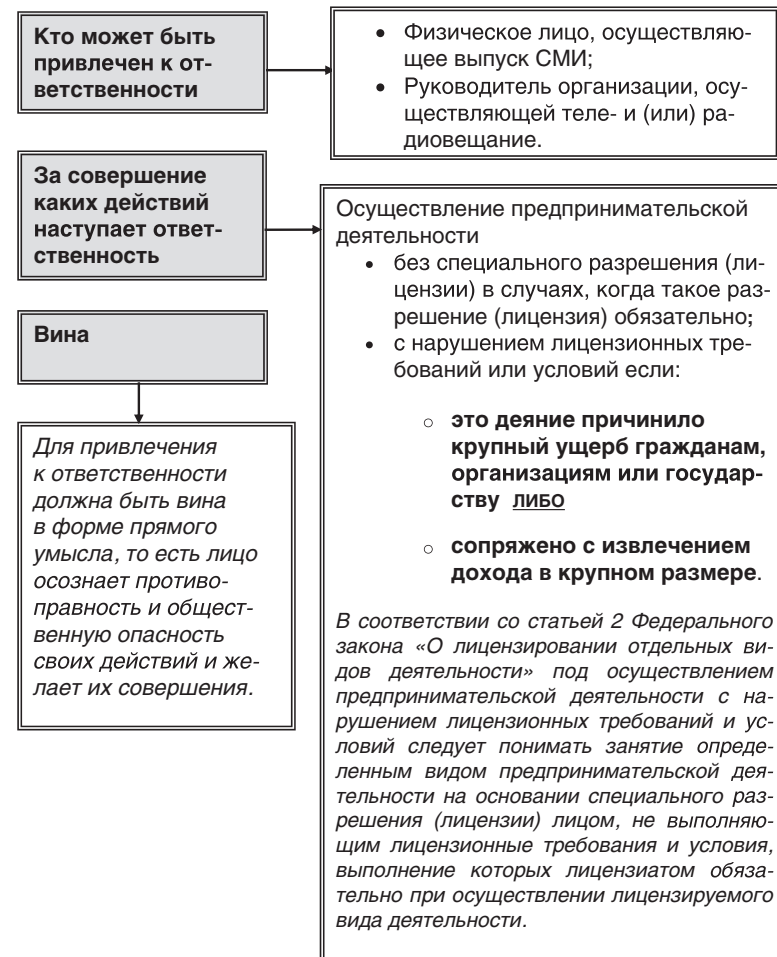 Кто может быть
привлечен к от-
ветственности
• Физическое лицо, осуществляю-
щее выпуск СМИ;
• Руководитель организации, осу-
ществляющей теле- и (или) ра-
диовещание.
За совершение
каких действий
наступает ответ-
ственность
Осуществление предпринимательской
деятельности
• без специального разрешения (ли-
цензии) в случаях, когда такое раз-
решение (лицензия) обязательно;
• с нарушением лицензионных тре-
бований или условий если:
○ это деяние причинило
крупный ущерб гражданам,
организациям или государ-
ству ЛИБО
○ сопряжено с извлечением
дохода в крупном размере.
В соответствии со статьей 2 Федерального
закона «О лицензировании отдельных ви-
дов деятельности» под осуществлением
предпринимательской деятельности с на-
рушением лицензионных требований и ус-
ловий следует понимать занятие опреде-
ленным видом предпринимательской дея-
тельности на основании специального раз-
решения (лицензии) лицом, не выполняю-
щим лицензионные требования и условия,
выполнение которых лицензиатом обяза-
тельно при осуществлении лицензируемого
вида деятельности.
Вина
Для привлечения
к ответственности
должна быть вина
в форме прямого
умысла, то есть лицо
осознает противо-
правность и общест-
венную опасность
своих действий и же-
лает их совершения.